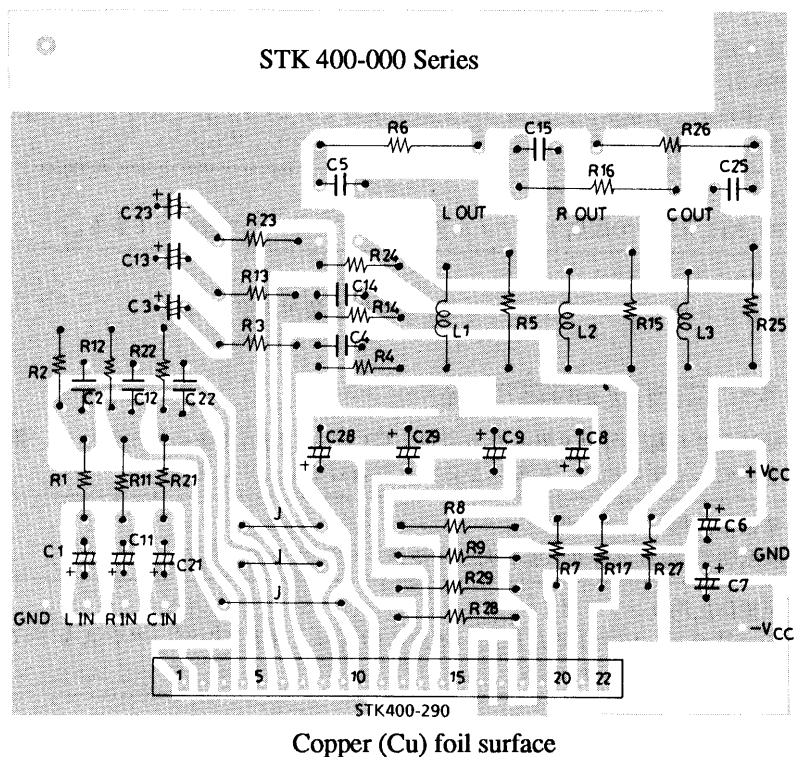 STK 400-000 Series
R6
C15
R26
C5
R16
C25
C23
R23
L OUT
R OUT
C OUT
C13
R13
R24
C14
R14
C3
R3
C4
R4
L1
R5
L2
R15
L3
R25
R2
R12
R22
C2
C12
C22
C28
C29
C9
C8
R1
R11
R21
+VCC
J
R8
C6
C1
C11
C21
J
R9
R7
R17
R27
GND
J
R29
C7
R28
GND L IN R IN C IN
-VCC
1 5 10 15 20 22
STK400-290
Copper (Cu) foil surface